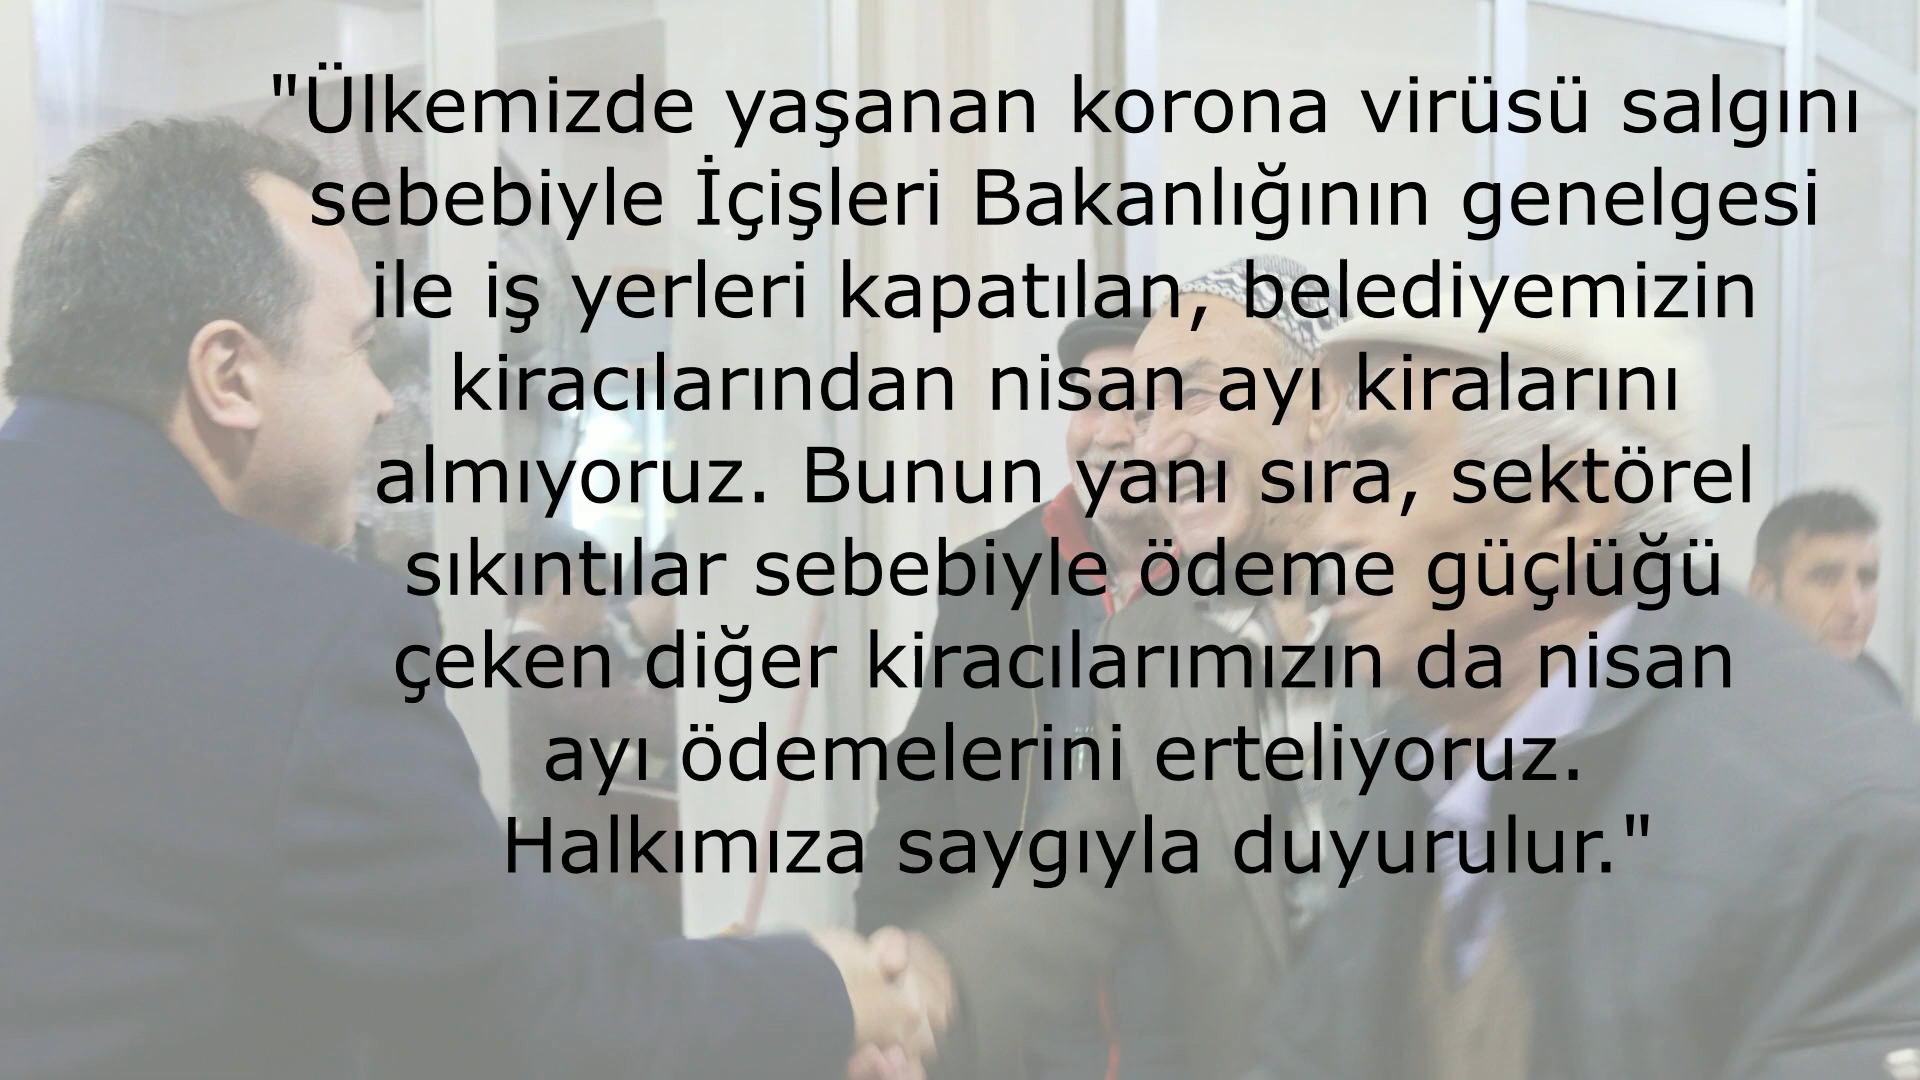 "Ülkemizde yaşanan korona virüsü salgını
sebebiyle İçişleri Bakanlığının genelgesi
ile iş yerleri kapatılan, belediyemizin
kiracılarından nisan ayı kiralarını
almıyoruz. Bunun yanı sıra, sektörel
sıkıntılar sebebiyle ödeme güçlüğü
çeken diğer kiracılarımızın da nisan
ayı ödemelerini erteliyoruz.
Halkımıza saygıyla duyurulur."